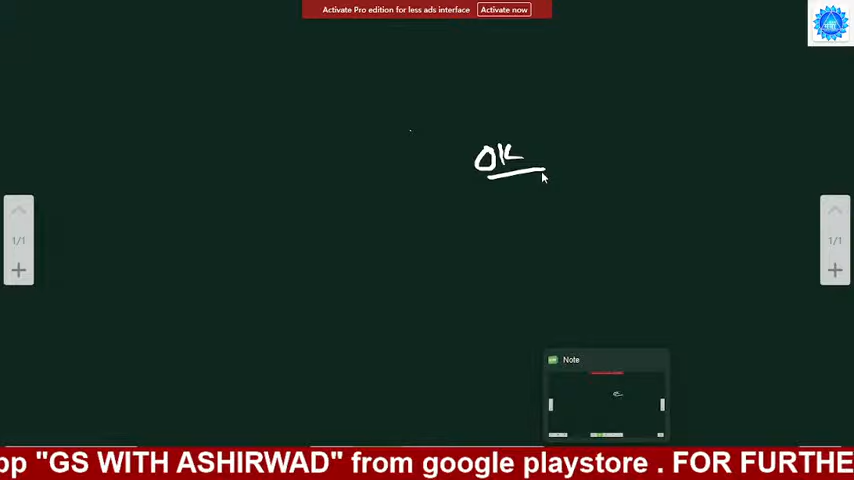 Activate Pro edition for less ads interface Activate now
OK
1/1
1/1
Note
pp "GS WITH ASHIRWAD" from google playstore . FOR FURTHE